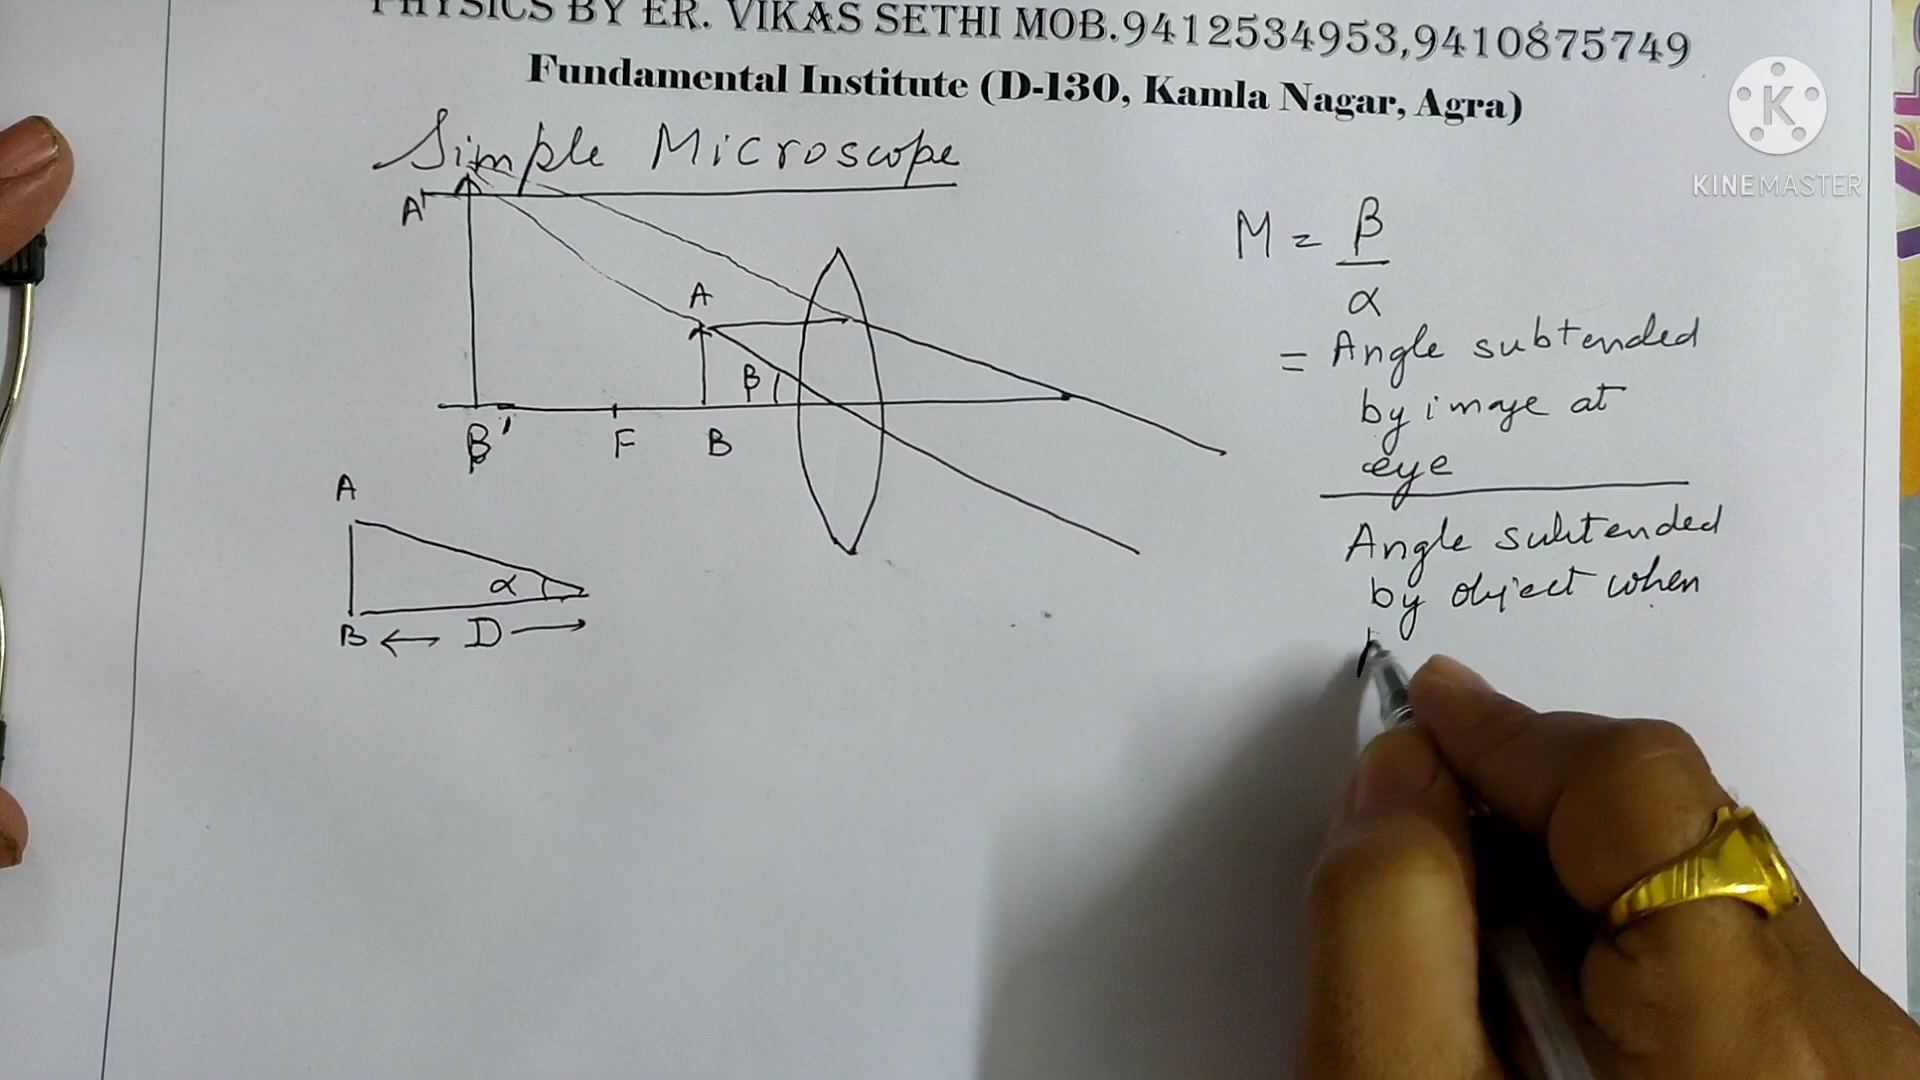 PHYSICS BY ER. VIKAS SETHI MOB.9412534953,9410875749
Fundamental Institute (D-130, Kamla Nagar, Agra)
K
KINEMASTER
Simple Microscope
A'
A
β
B'
F
B
A
α
B ← D →
M = β
α
= Angle subtended
by image at
eye
Angle subtended
by object when